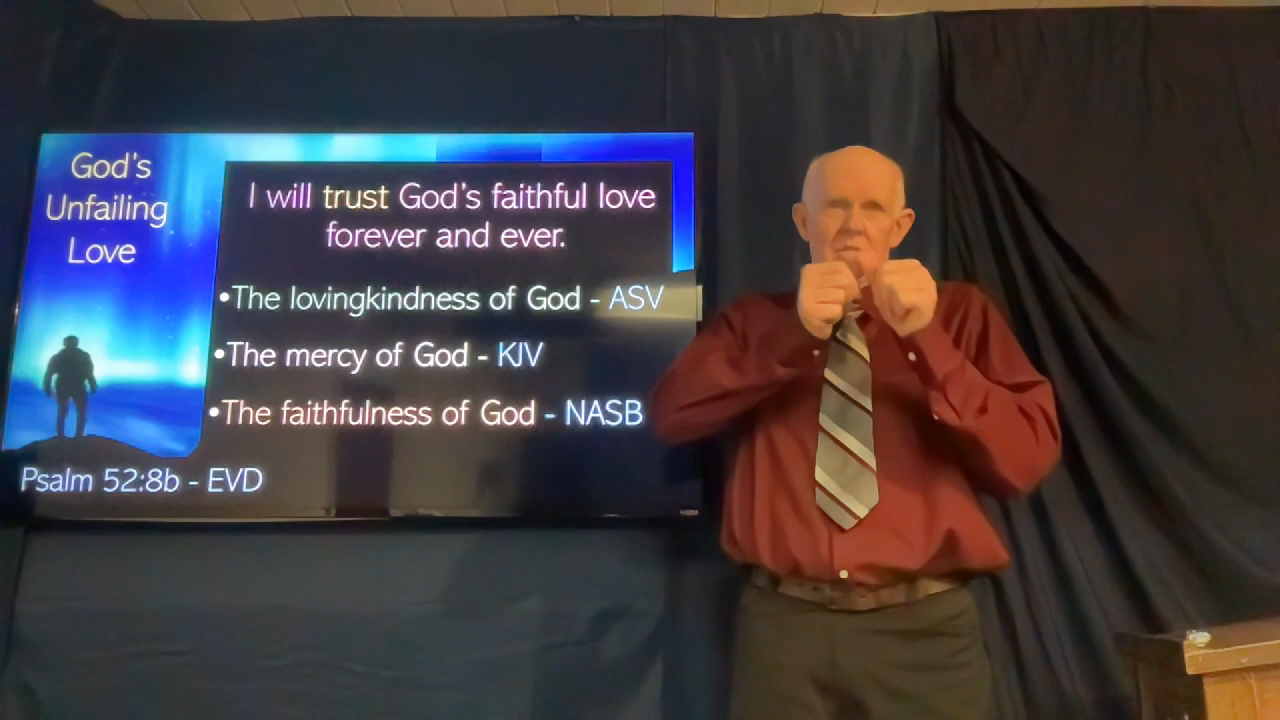 God's
Unfailing
Love
I will trust God's faithful love
forever and ever.
•The lovingkindness of God - ASV
•The mercy of God - KJV
•The faithfulness of God - NASB
Psalm 52:8b - EVD